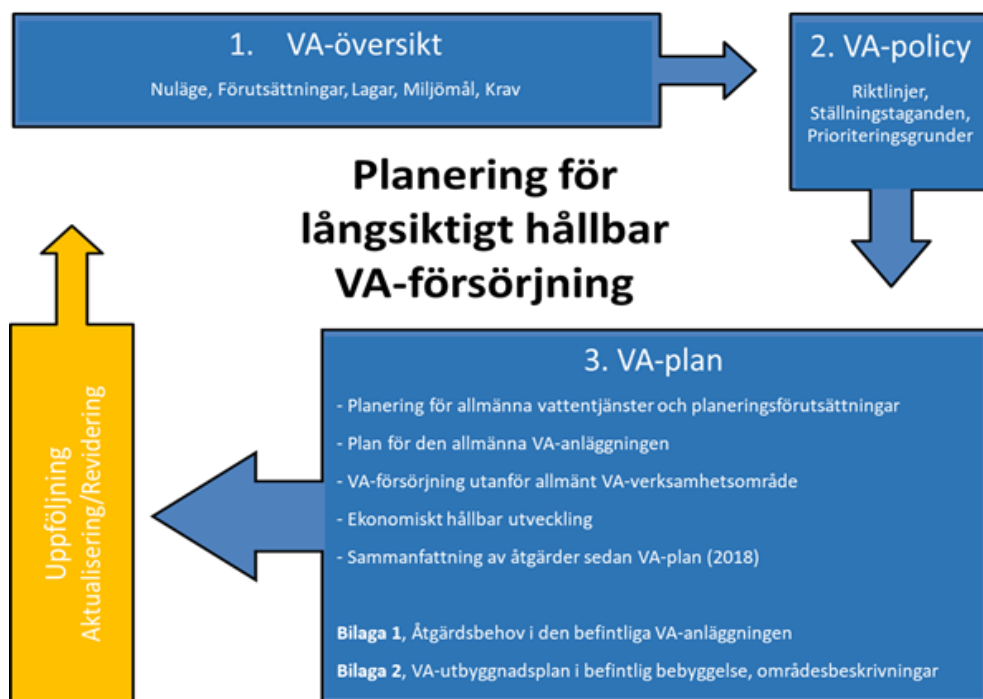 1. VA-översikt
Nuläge, Förutsättningar, Lagar, Miljömål, Krav
2. VA-policy
Riktlinjer,
Ställningstaganden,
Prioriteringsgrunder
Planering för
långsiktigt hållbar
VA-försörjning
3. VA-plan
- Planering för allmänna vattentjänster och planeringsförutsättningar
- Plan för den allmänna VA-anläggningen
- VA-försörjning utanför allmänt VA-verksamhetsområde
- Ekonomiskt hållbar utveckling
- Sammanfattning av åtgärder sedan VA-plan (2018)
Bilaga 1, Åtgärdsbehov i den befintliga VA-anläggningen
Bilaga 2, VA-utbyggnadsplan i befintlig bebyggelse, områdesbeskrivningar
Uppföljning
Aktualisering/Revidering